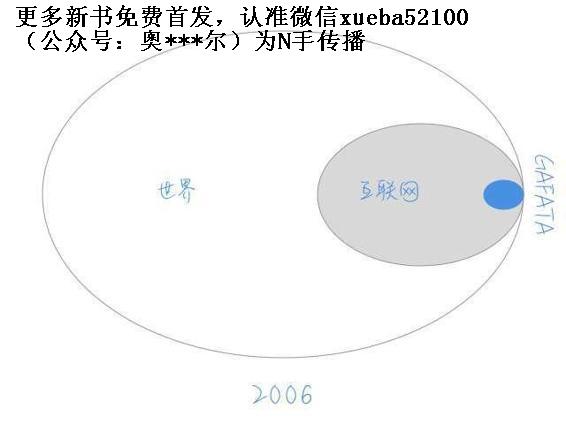 更多新书免费首发，认准微信xueba52100
（公众号：奥***尔）为N手传播
世界
互联网
GAFATA
2006